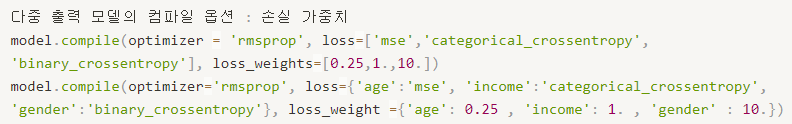 다중 출력 모델의 컴파일 옵션 : 손실 가중치
model.compile(optimizer = 'rmsprop', loss=['mse','categorical_crossentropy',
'binary_crossentropy'], loss_weights=[0.25,1.,10.])
model.compile(optimizer='rmsprop', loss={'age':'mse', 'income':'categorical_crossentropy',
'gender':'binary_crossentropy'}, loss_weight ={'age': 0.25 , 'income': 1. , 'gender' : 10.})